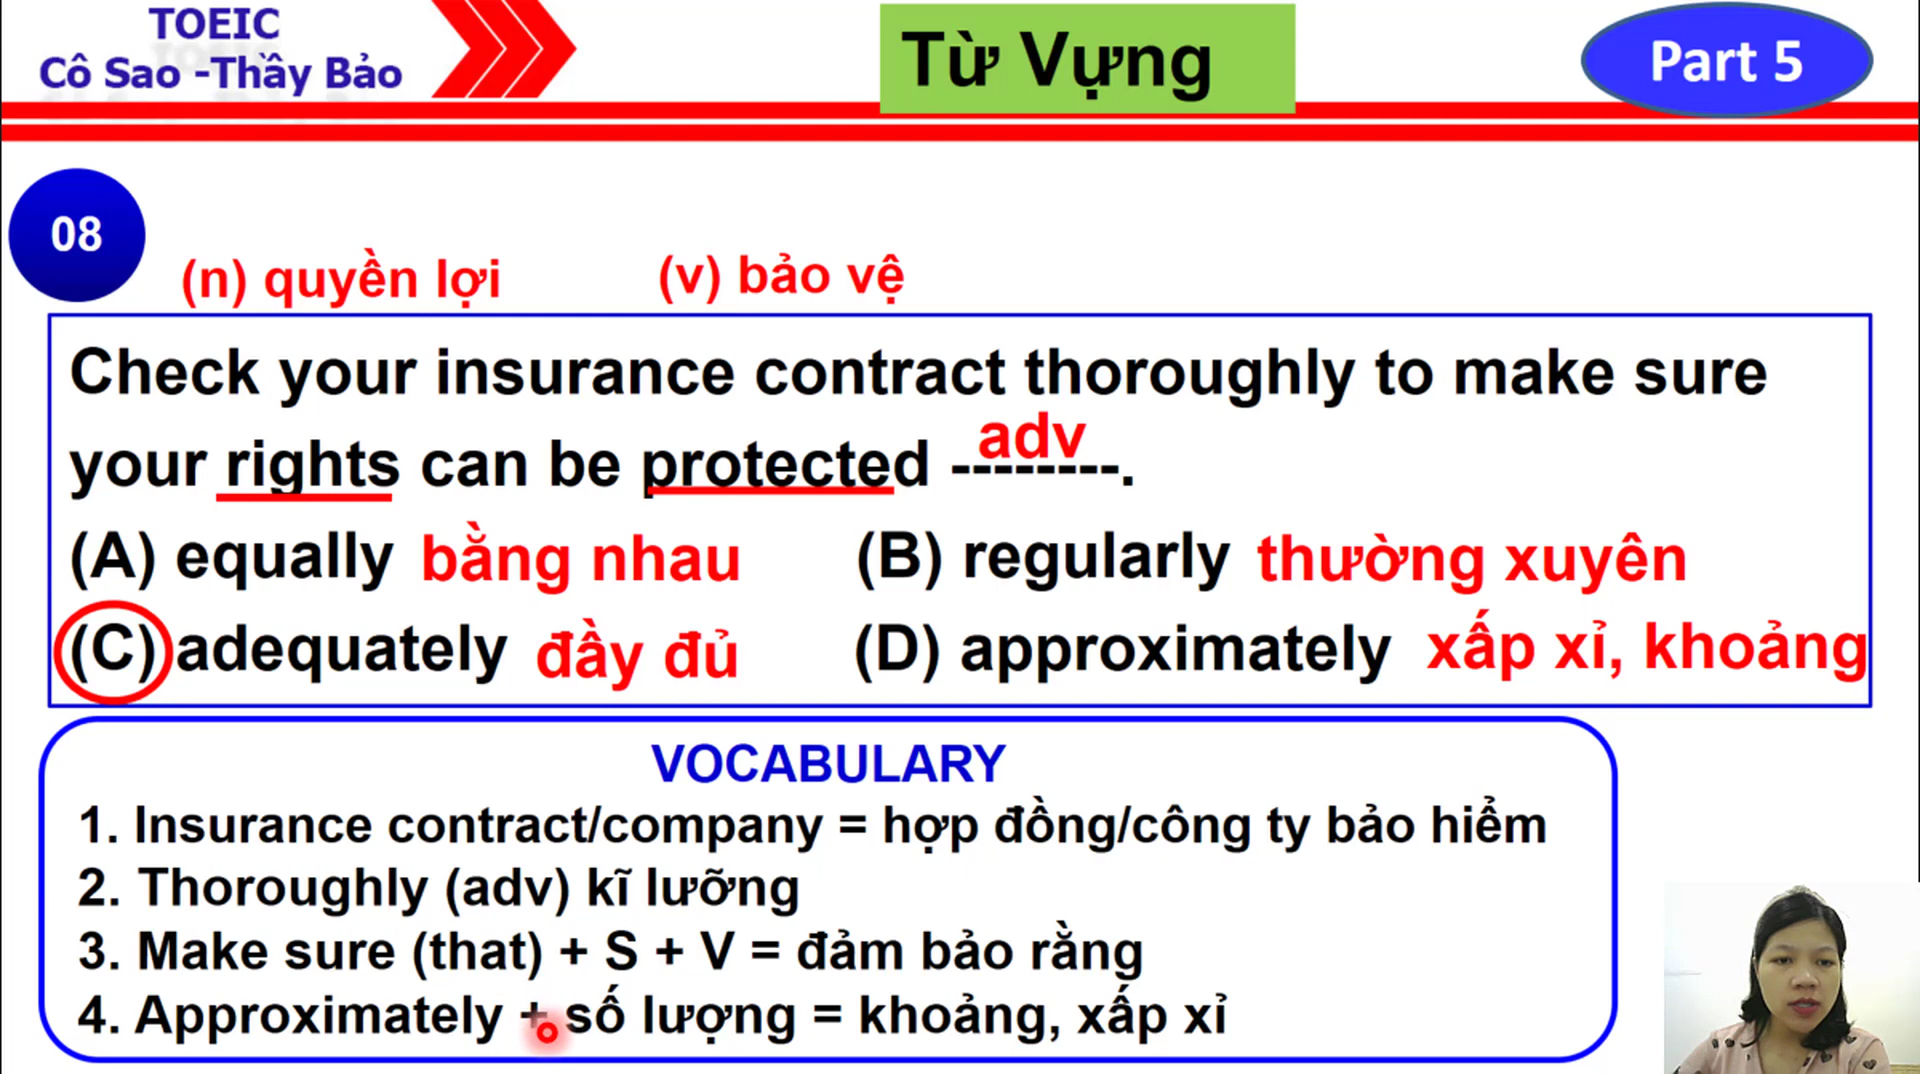 TOEIC
Cô Sao -Thầy Bảo
Từ Vựng
Part 5
08
(n) quyền lợi (v) bảo vệ
Check your insurance contract thoroughly to make sure
adv
your rights can be protected --------.
(A) equally bằng nhau (B) regularly thường xuyên
(C) adequately đầy đủ (D) approximately xấp xỉ, khoảng
VOCABULARY
1. Insurance contract/company = hợp đồng/công ty bảo hiểm
2. Thoroughly (adv) kĩ lưỡng
3. Make sure (that) + S + V = đảm bảo rằng
4. Approximately + số lượng = khoảng, xấp xỉ